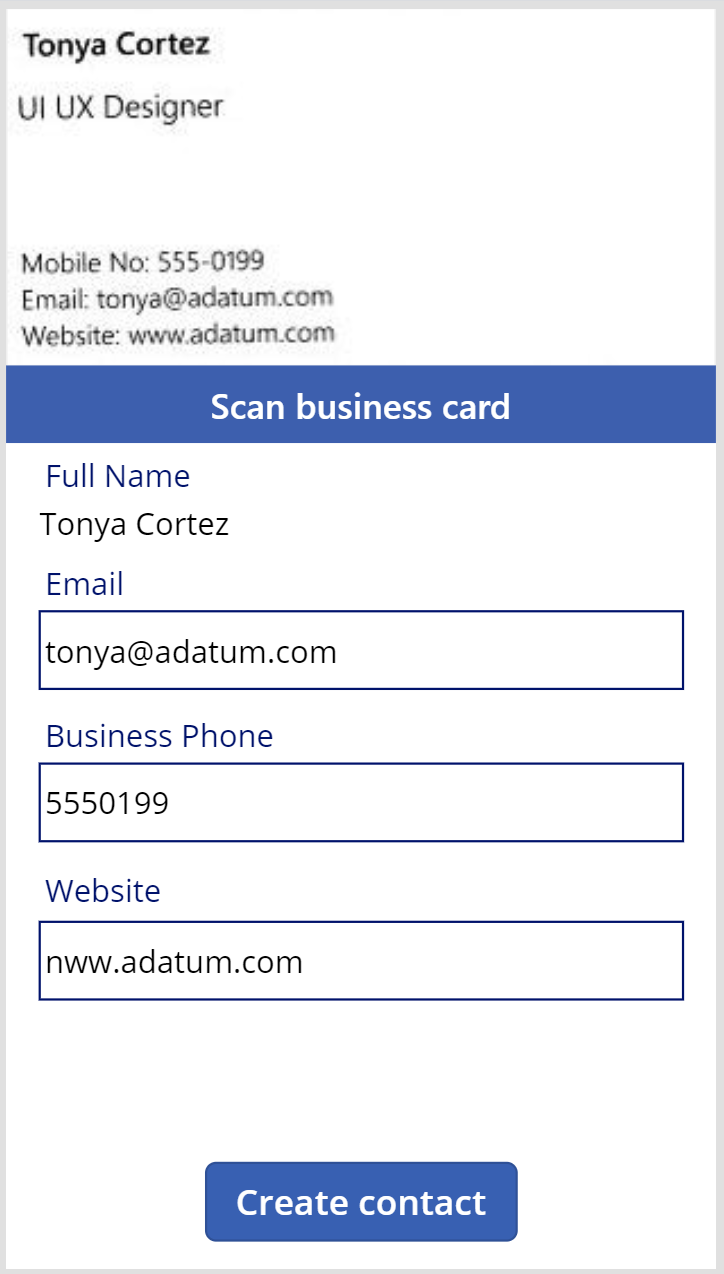 Tonya Cortez
UI UX Designer
Mobile No: 555-0199
Email: tonya@adatum.com
Website: www.adatum.com
Scan business card
Full Name
Tonya Cortez
Email
tonya@adatum.com
Business Phone
5550199
Website
nww.adatum.com
Create contact